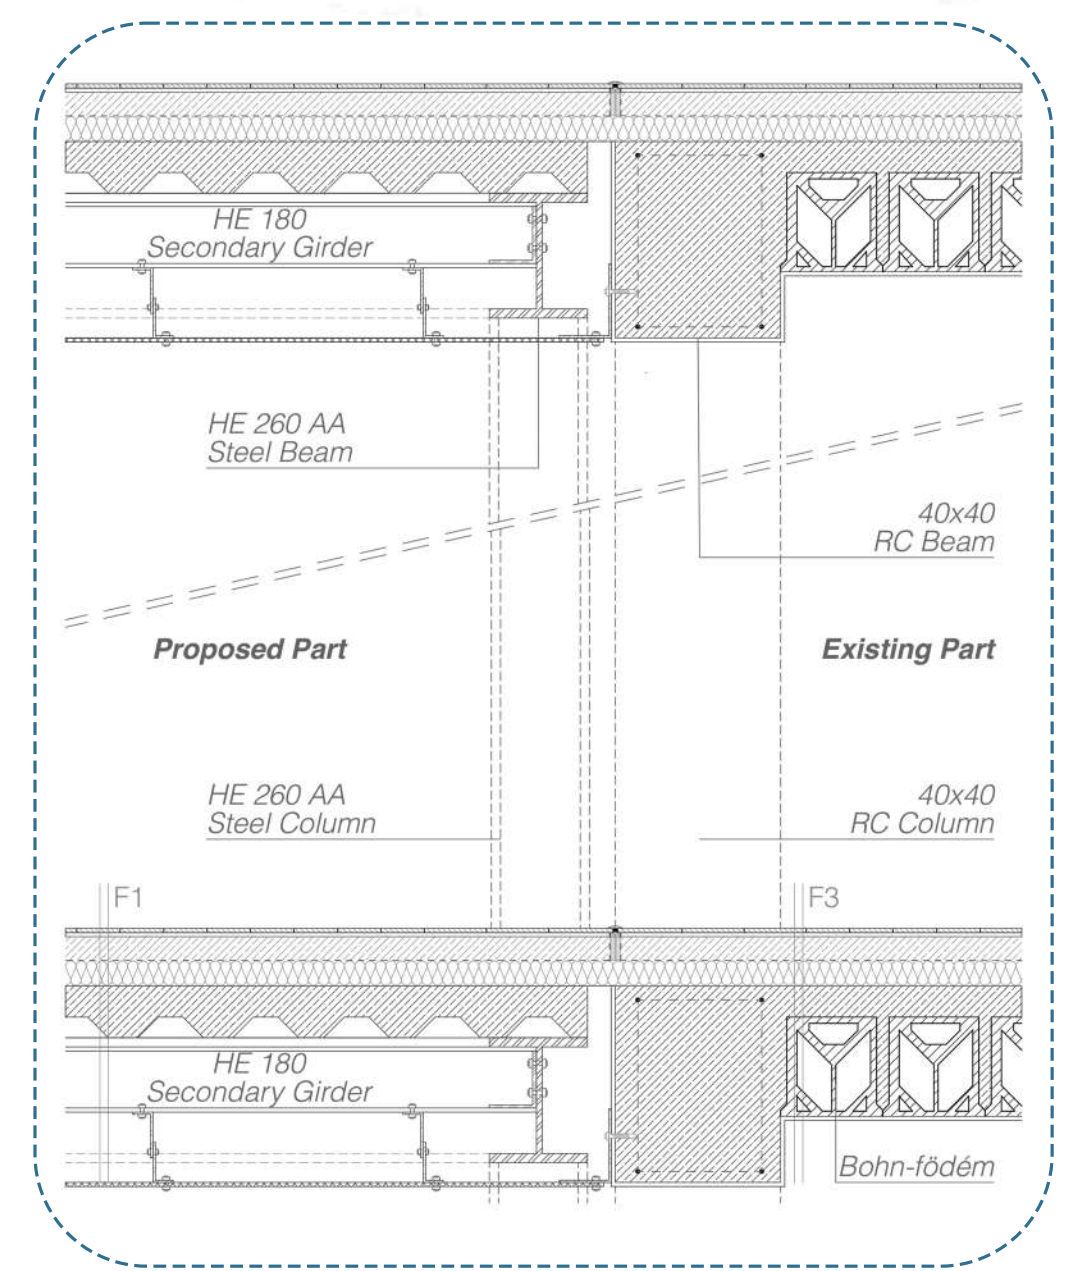 HE 180
Secondary Girder
HE 260 AA
Steel Beam
40x40
RC Beam
Proposed Part
Existing Part
HE 260 AA
Steel Column
40x40
RC Column
F1
F3
HE 180
Secondary Girder
Bohn-födém